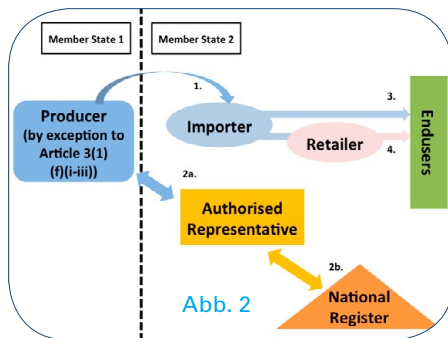 Member State 1
Member State 2
Producer
(by exception to
Article 3(1)
(f)(i-iii))
1.
Importer
3.
Retailer
4.
Endusers
2a.
Authorised
Representative
2b.
National
Register
Abb. 2